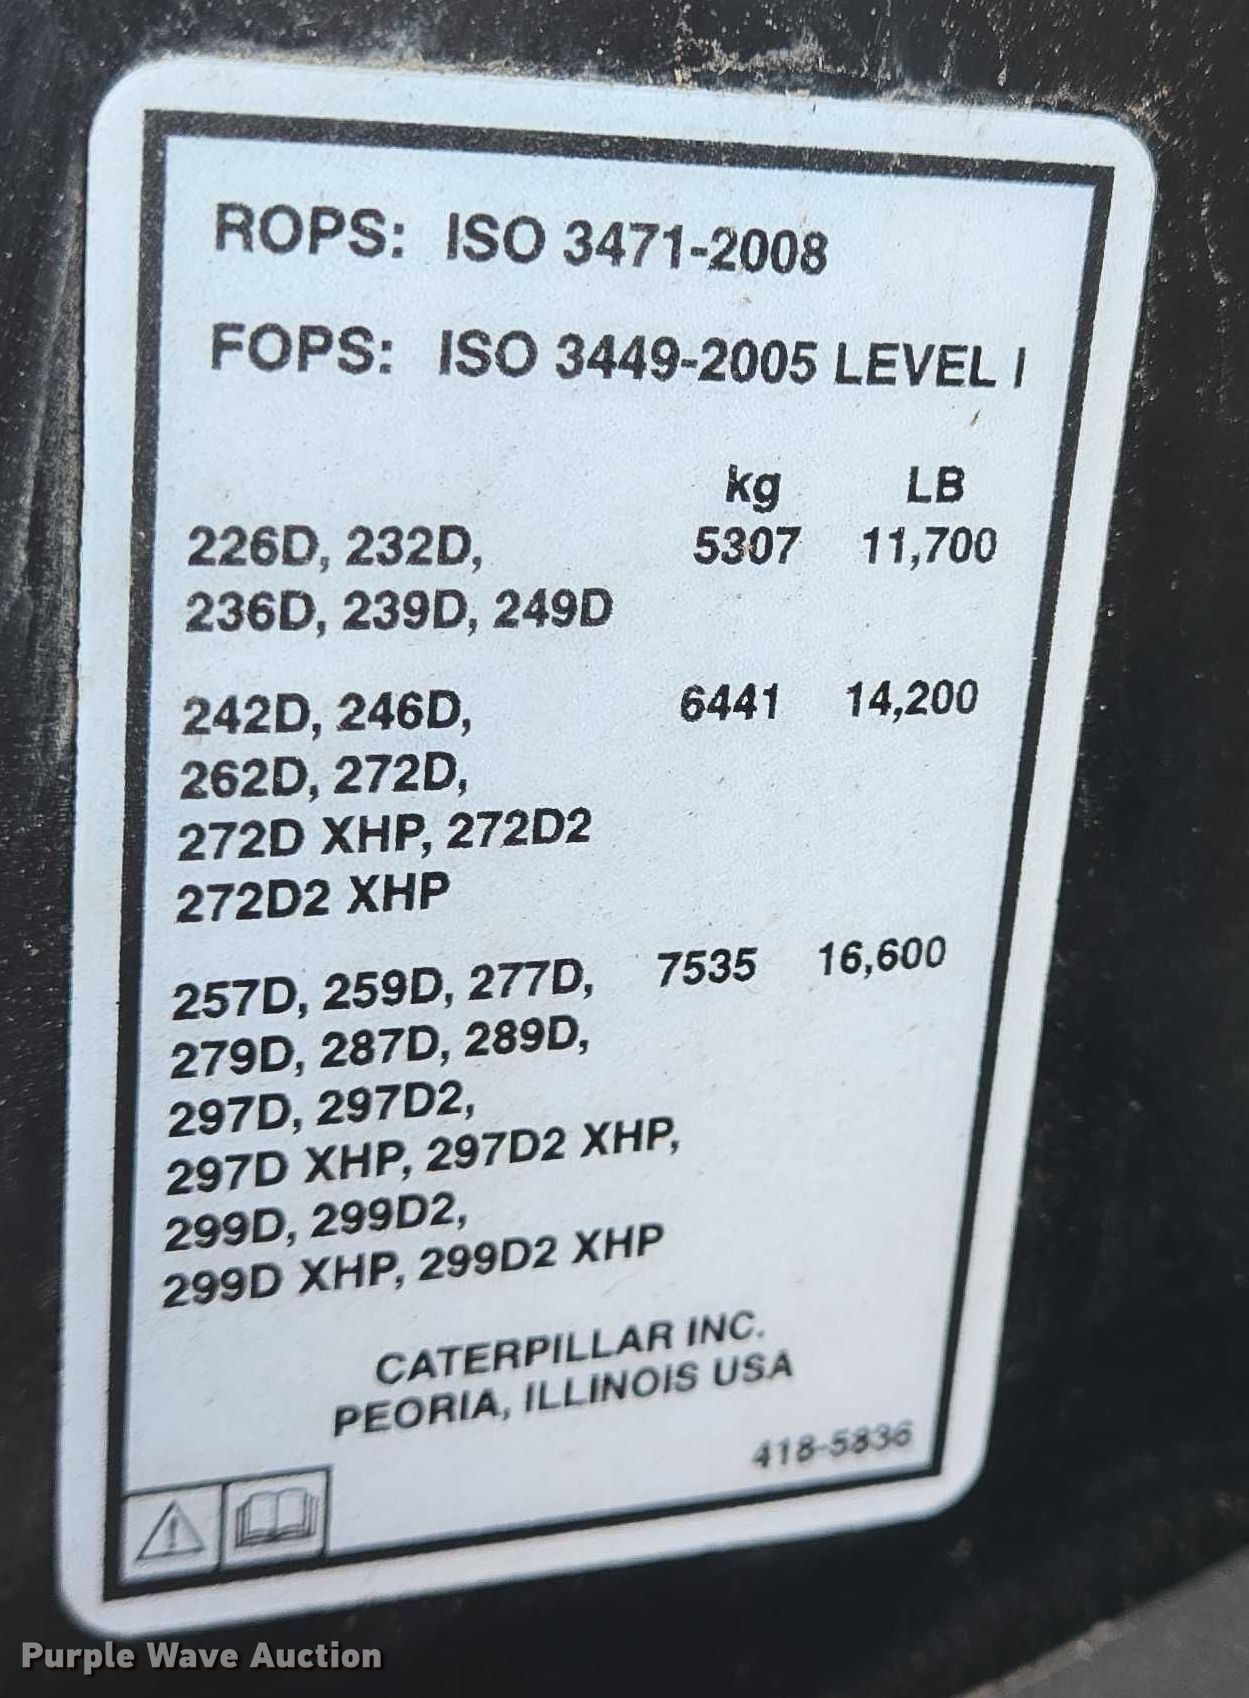 ROPS: ISO 3471-2008
FOPS: ISO 3449-2005 LEVEL I
kg LB
226D, 232D, 5307 11,700
236D, 239D, 249D
242D, 246D, 6441 14,200
262D, 272D,
272D XHP, 272D2
272D2 XHP
257D, 259D, 277D, 7535 16,600
279D, 287D, 289D,
297D, 297D2,
297D XHP, 297D2 XHP,
299D, 299D2,
299D XHP, 299D2 XHP
CATERPILLAR INC.
PEORIA, ILLINOIS USA
418-5836
Purple Wave Auction